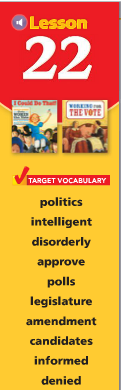 Lesson
22
I Could Do That!
WORKING FOR
THE VOTE
TARGET VOCABULARY
politics
intelligent
disorderly
approve
polls
legislature
amendment
candidates
informed
denied